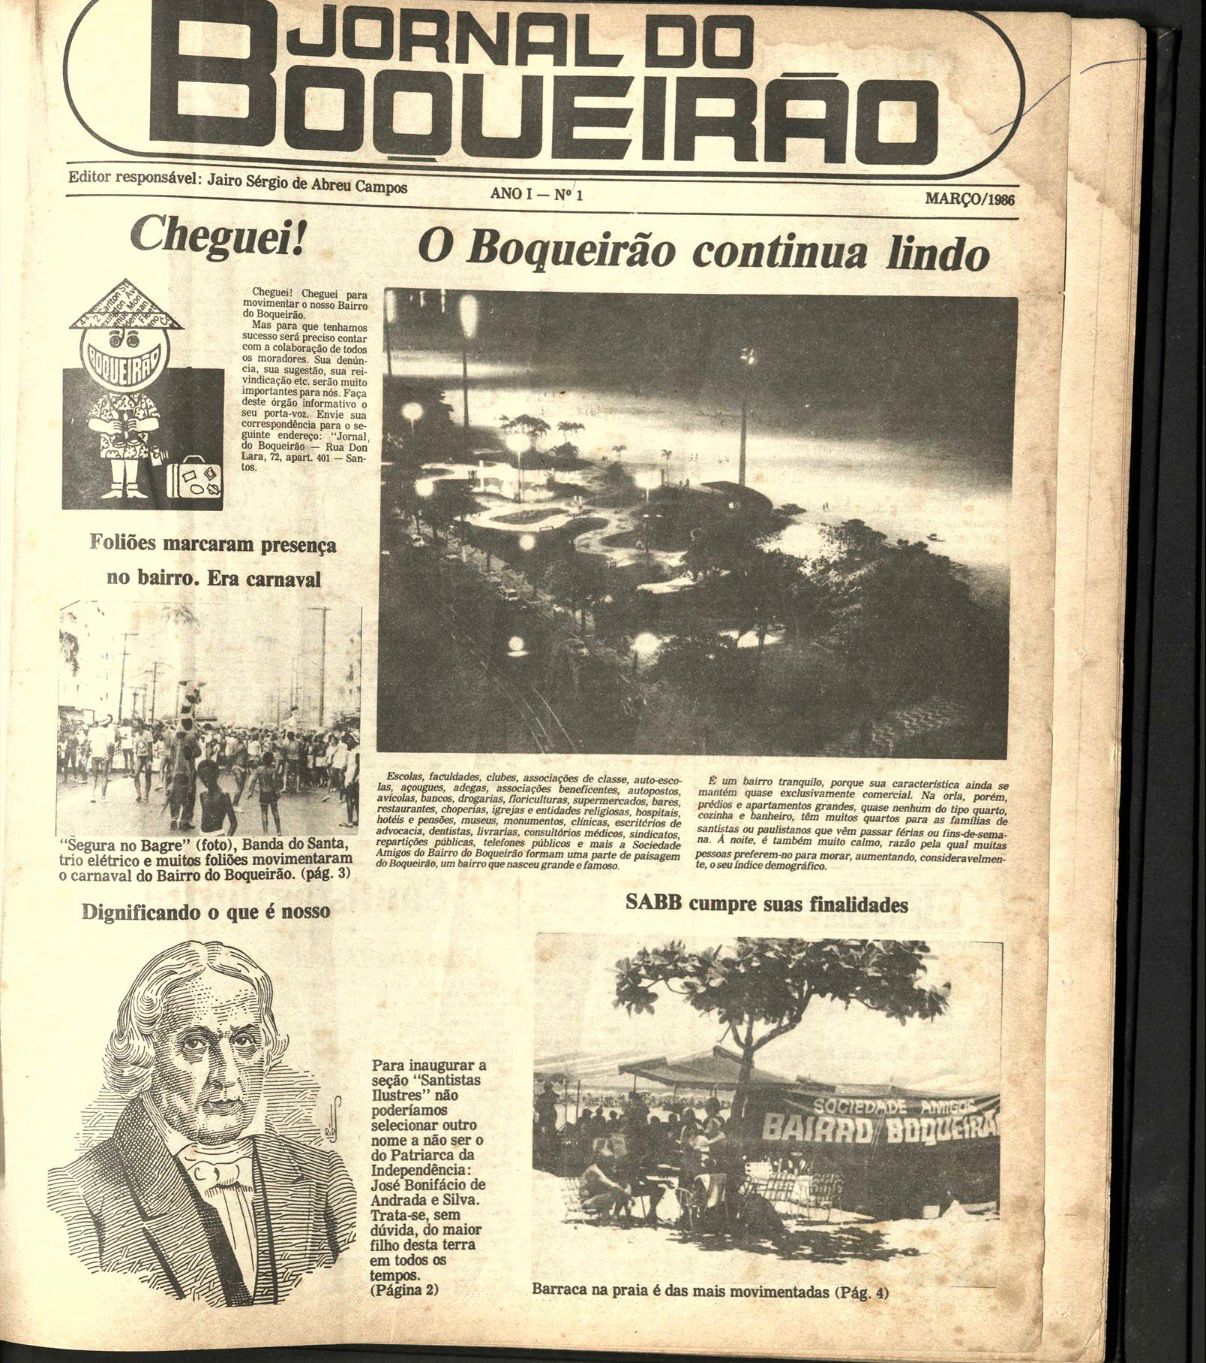 JORNAL DO
BOQUEIRÃO
Editor responsável: Jairo Sérgio de Abreu Campos
ANO I — Nº 1
MARÇO/1986
Cheguei!
BOQUEIRÃO
Cheguei! Cheguei para
movimentar o nosso Bairro
do Boqueirão.
Mas para que tenhamos
sucesso será preciso contar
com a colaboração de todos
os moradores. Sua denún-
cia, sua sugestão, sua rei-
vindicação etc. serão muito
importantes para nós. Faça
deste órgão informativo o
seu porta-voz. Envie sua
correspondência para o se-
guinte endereço: "Jornal
do Boqueirão — Rua Don
Lara, 72, apart. 401 — San-
tos.
Foliões marcaram presença
no bairro. Era carnaval
"Segura no Bagre" (foto), Banda do Santa,
trio elétrico e muitos foliões movimentaram
o carnaval do Bairro do Boqueirão. (pág. 3)
O Boqueirão continua lindo
Escolas, faculdades, clubes, associações de classe, auto-esco-
las, açougues, adegas, associações beneficentes, autopostos,
avícolas, bancos, drogarias, floriculturas, supermercados, bares,
restaurantes, choperias, igrejas e entidades religiosas, hospitais,
hotéis e pensões, museus, monumentos, clínicas, escritórios de
advocacia, dentistas, livrarias, consultórios médicos, sindicatos,
repartições públicas, telefones públicos e mais a Sociedade
Amigos do Bairro do Boqueirão formam uma parte de paisagem
do Boqueirão, um bairro que nasceu grande e famoso.
É um bairro tranquilo, porque sua característica ainda se
mantém quase exclusivamente comercial. Na orla, porém,
prédios e apartamentos grandes, quase nenhum do tipo quarto,
cozinha e banheiro, têm muitos quartos para as famílias de
santistas ou paulistanos que vêm passar férias ou fins-de-sema-
na. À noite, é também muito calmo, razão pela qual muitas
pessoas preferem-no para morar, aumentando, consideravelmen-
te, o seu índice demográfico.
Dignificando o que é nosso
Para inaugurar a
seção "Santistas
Ilustres" não
poderíamos
selecionar outro
nome a não ser o
do Patriarca da
Independência:
José Bonifácio de
Andrada e Silva.
Trata-se, sem
dúvida, do maior
filho desta terra
em todos os
tempos.
(Página 2)
SABB cumpre suas finalidades
SOCIEDADE AMIGOS
BAIRRO BOQUEIRA
Barraca na praia é das mais movimentadas (Pág. 4)